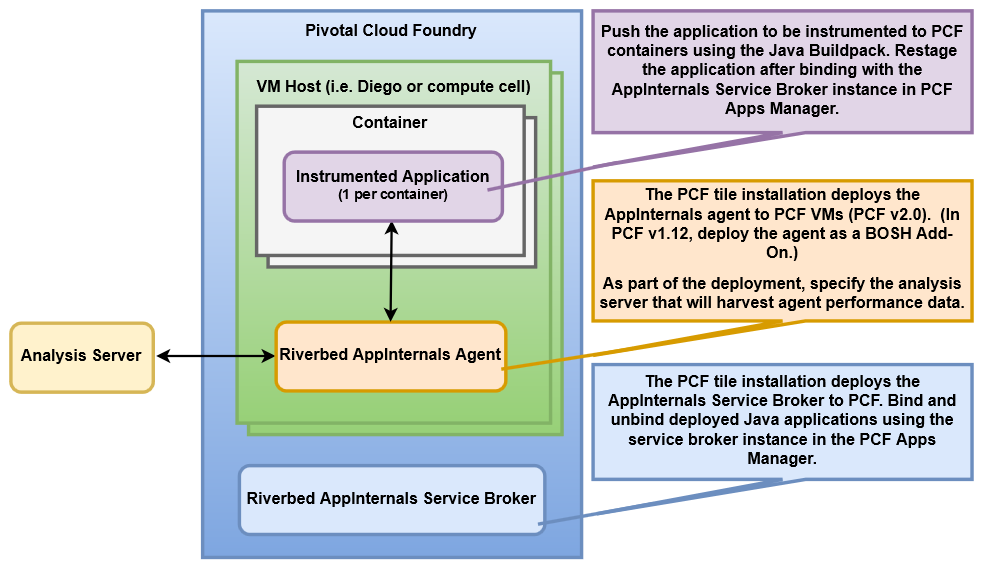 Pivotal Cloud Foundry
VM Host (i.e. Diego or compute cell)
Container
Instrumented Application
(1 per container)
Riverbed AppInternals Agent
Analysis Server
Riverbed AppInternals Service Broker
Push the application to be instrumented to PCF
containers using the Java Buildpack. Restage
the application after binding with the
AppInternals Service Broker instance in PCF
Apps Manager.
The PCF tile installation deploys the
AppInternals agent to PCF VMs (PCF v2.0).  (In
PCF v1.12, deploy the agent as a BOSH Add-
On.)
As part of the deployment, specify the analysis
server that will harvest agent performance data.
The PCF tile installation deploys the
AppInternals Service Broker to PCF. Bind and
unbind deployed Java applications using the
service broker instance in the PCF Apps
Manager.